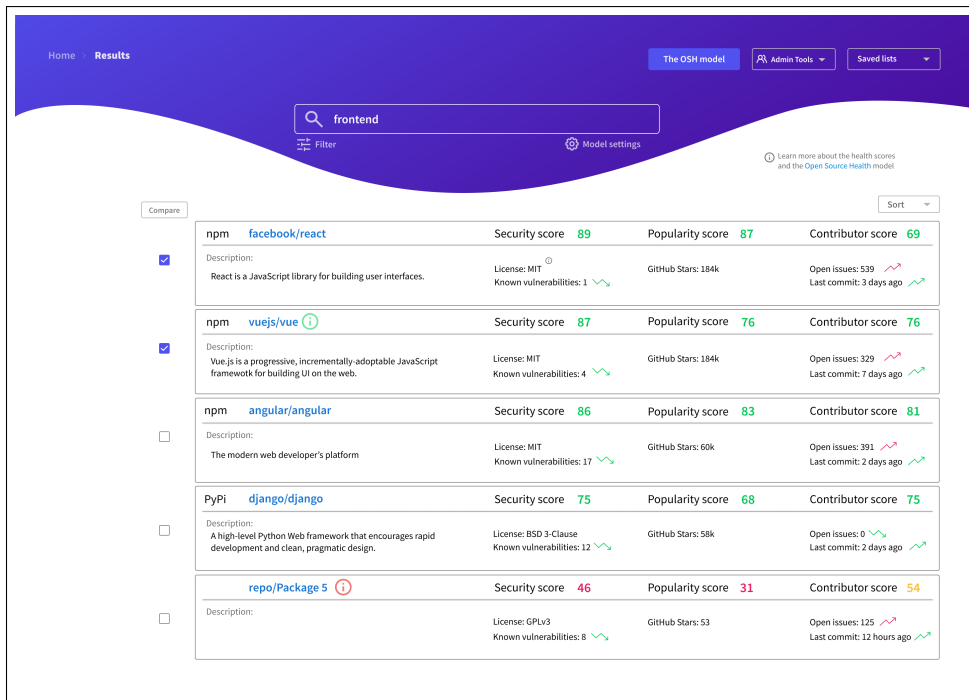 Home > Results
The OSH model
Admin Tools
Saved lists
frontend
Filter
Model settings
Learn more about the health scores
and the Open Source Health model
Compare
Sort
npm facebook/react Security score 89 Popularity score 87 Contributor score 69
Description:
React is a JavaScript library for building user interfaces.
License: MIT
Known vulnerabilities: 1
GitHub Stars: 184k
Open issues: 539
Last commit: 3 days ago
npm vuejs/vue Security score 87 Popularity score 76 Contributor score 76
Description:
Vue.js is a progressive, incrementally-adoptable JavaScript
framewotk for building UI on the web.
License: MIT
Known vulnerabilities: 4
GitHub Stars: 184k
Open issues: 329
Last commit: 7 days ago
npm angular/angular Security score 86 Popularity score 83 Contributor score 81
Description:
The modern web developer's platform
License: MIT
Known vulnerabilities: 17
GitHub Stars: 60k
Open issues: 391
Last commit: 2 days ago
PyPi django/django Security score 75 Popularity score 68 Contributor score 75
Description:
A high-level Python Web framework that encourages rapid
development and clean, pragmatic design.
License: BSD 3-Clause
Known vulnerabilities: 12
GitHub Stars: 58k
Open issues: 0
Last commit: 2 days ago
repo/Package 5 Security score 46 Popularity score 31 Contributor score 54
Description:
License: GPLv3
Known vulnerabilities: 8
GitHub Stars: 53
Open issues: 125
Last commit: 12 hours ago